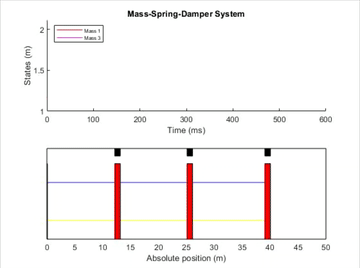 Mass-Spring-Damper System
2
Mass 1
Mass 3
States (m)
1.5
1
0 100 200 300 400 500 600
Time (ms)
0 5 10 15 20 25 30 35 40 45 50
Absolute position (m)